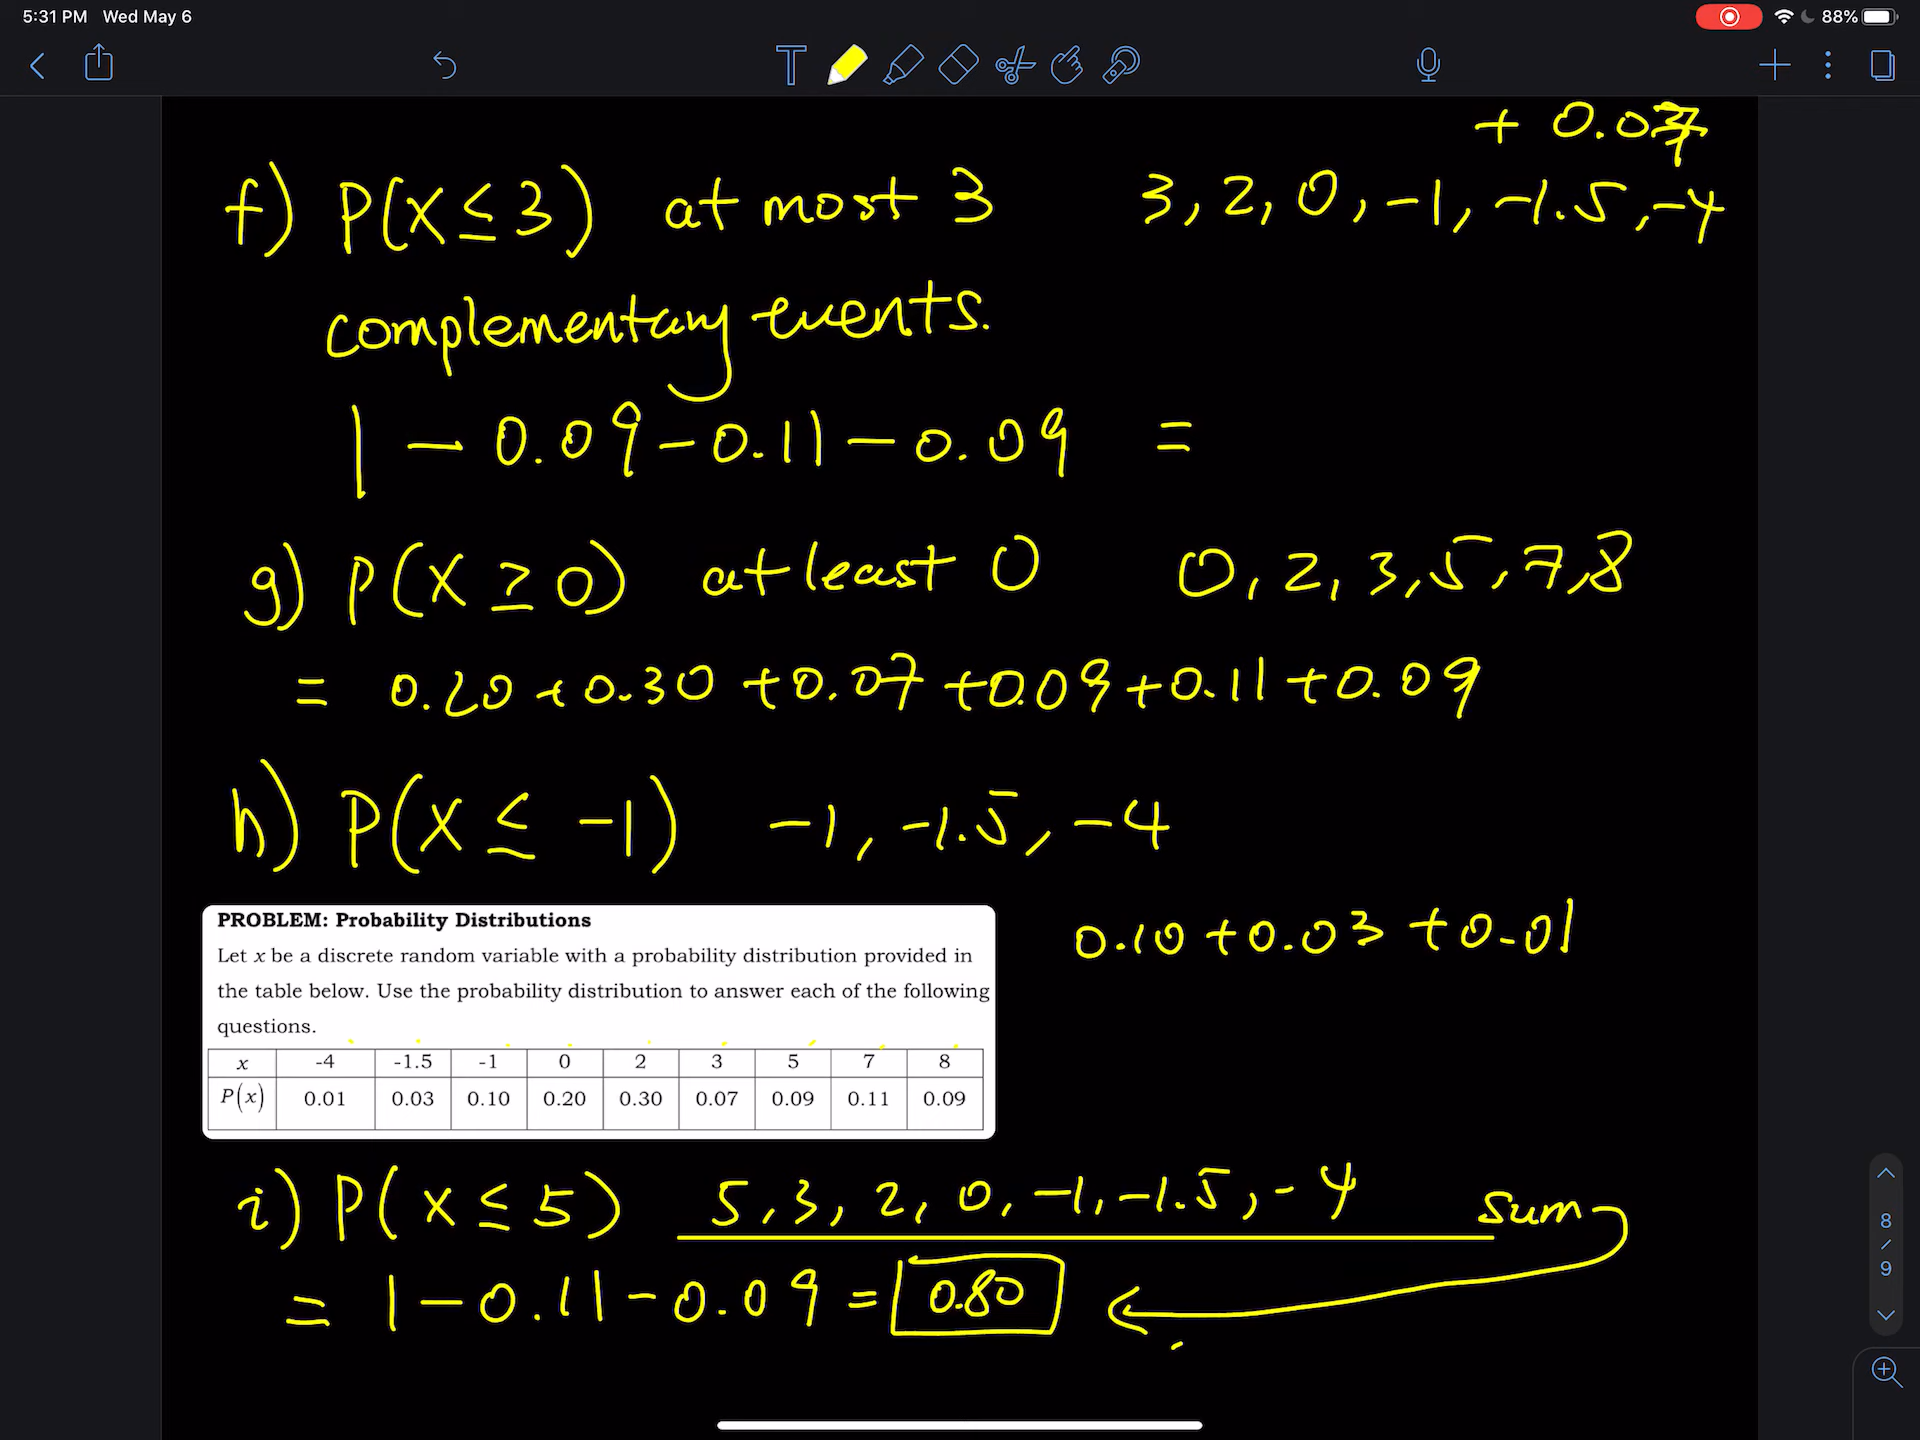 5:31 PM Wed May 6
88%
T
f) P(X≤3) at most 3 3, 2, 0, -1, -1.5, -4
complementary events.
1 - 0.09 - 0.11 - 0.09 =
g) P(X ≥ 0) at least 0 0, 2, 3, 5, 7, 8
= 0.20 + 0.30 + 0.07 + 0.09 + 0.11 + 0.09
h) P(X ≤ -1) -1, -1.5, -4
0.10 + 0.03 + 0.01
PROBLEM: Probability Distributions
Let x be a discrete random variable with a probability distribution provided in
the table below. Use the probability distribution to answer each of the following
questions.
x -4 -1.5 -1 0 2 3 5 7 8
P(x) 0.01 0.03 0.10 0.20 0.30 0.07 0.09 0.11 0.09
i) P(X ≤ 5) 5, 3, 2, 0, -1, -1.5, -4 sum
= 1 - 0.11 - 0.09 = 0.80
8
/
9